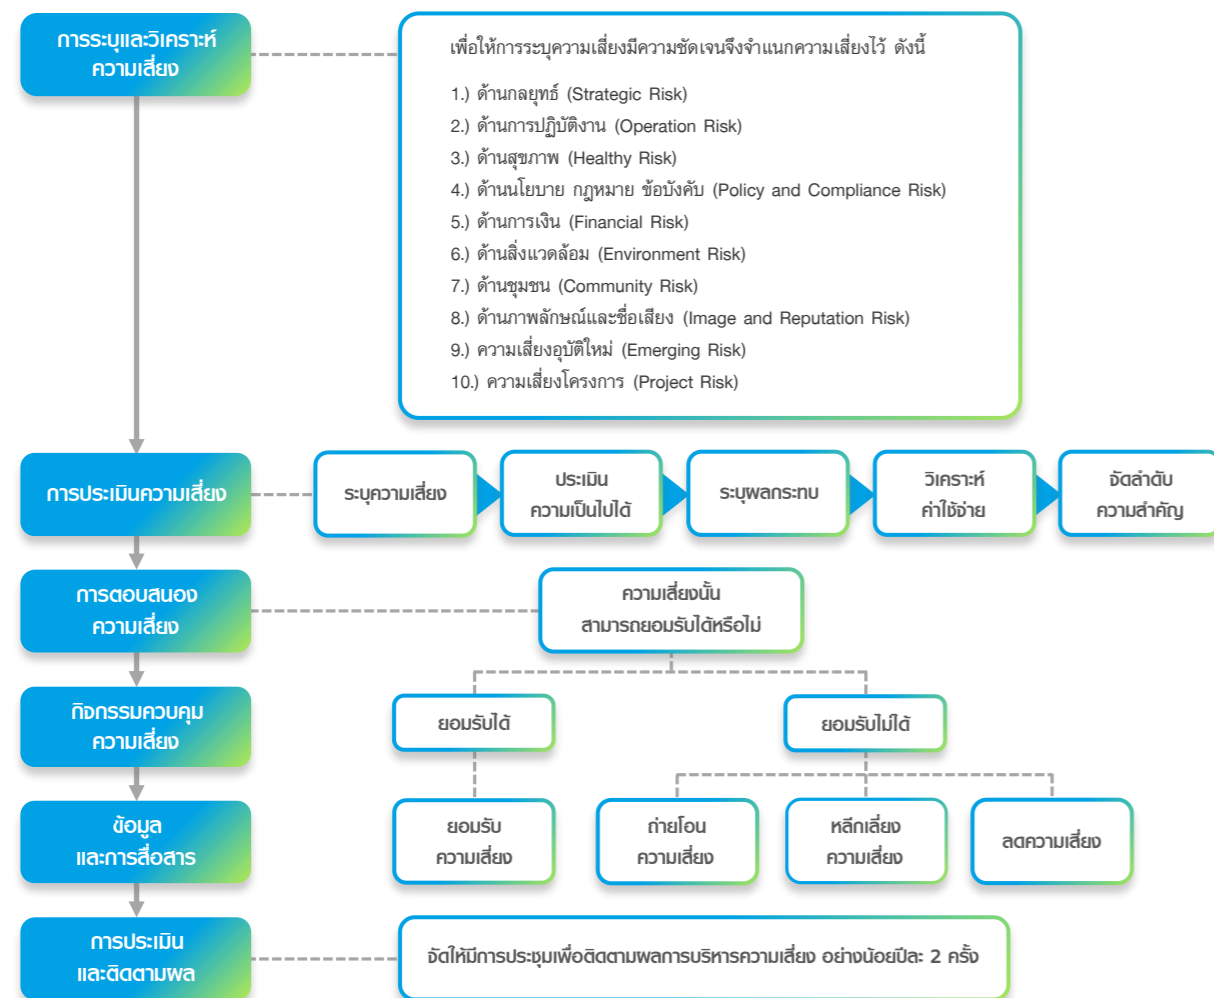 การระบุและวิเคราะห์
ความเสี่ยง
เพื่อให้การระบุความเสี่ยงมีความชัดเจนจึงจำแนกความเสี่ยงไว้ ดังนี้
1.) ด้านกลยุทธ์ (Strategic Risk)
2.) ด้านการปฏิบัติงาน (Operation Risk)
3.) ด้านสุขภาพ (Healthy Risk)
4.) ด้านนโยบาย กฎหมาย ข้อบังคับ (Policy and Compliance Risk)
5.) ด้านการเงิน (Financial Risk)
6.) ด้านสิ่งแวดล้อม (Environment Risk)
7.) ด้านชุมชน (Community Risk)
8.) ด้านภาพลักษณ์และชื่อเสียง (Image and Reputation Risk)
9.) ความเสี่ยงอุบัติใหม่ (Emerging Risk)
10.) ความเสี่ยงโครงการ (Project Risk)
การประเมินความเสี่ยง
ระบุความเสี่ยง
ประเมิน
ความเป็นไปได้
ระบุผลกระทบ
วิเคราะห์
ค่าใช้จ่าย
จัดลำดับ
ความสำคัญ
การตอบสนอง
ความเสี่ยง
ความเสี่ยงนั้น
สามารถยอมรับได้หรือไม่
กิจกรรมควบคุม
ความเสี่ยง
ยอมรับได้
ยอมรับไม่ได้
ข้อมูล
และการสื่อสาร
ยอมรับ
ความเสี่ยง
ถ่ายโอน
ความเสี่ยง
หลีกเลี่ยง
ความเสี่ยง
ลดความเสี่ยง
การประเมิน
และติดตามผล
จัดให้มีการประชุมเพื่อติดตามผลการบริหารความเสี่ยง อย่างน้อยปีละ 2 ครั้ง